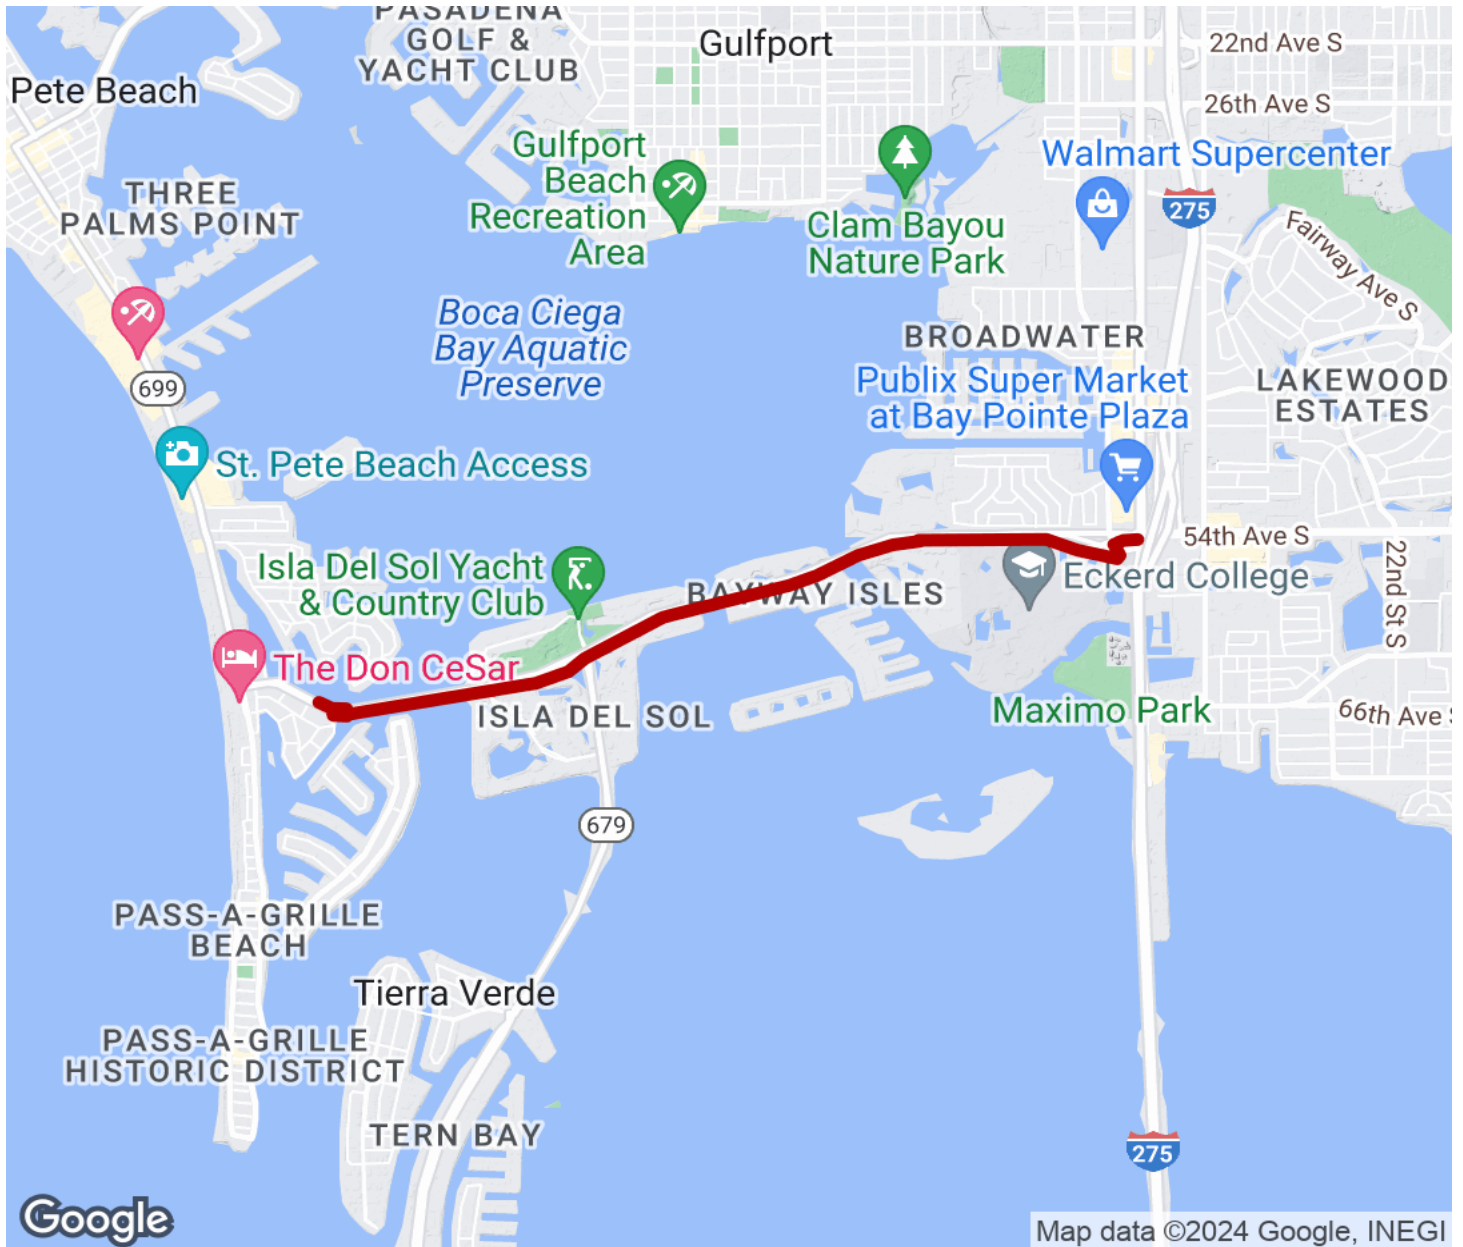 PASADENA
GOLF &
YACHT CLUB
Gulfport
22nd Ave S
Pete Beach
26th Ave S
Gulfport
Beach
Recreation
Area
Walmart Supercenter
THREE
PALMS POINT
275
Clam Bayou
Nature Park
Fairway Ave S
Boca Ciega
Bay Aquatic
Preserve
BROADWATER
699
Publix Super Market
at Bay Pointe Plaza
LAKEWOOD
ESTATES
St. Pete Beach Access
54th Ave S
22nd St S
Isla Del Sol Yacht
& Country Club
BAYWAY ISLES
Eckerd College
The Don CeSar
ISLA DEL SOL
Maximo Park
66th Ave S
679
PASS-A-GRILLE
BEACH
Tierra Verde
PASS-A-GRILLE
HISTORIC DISTRICT
TERN BAY
275
Google
Map data ©2024 Google, INEGI